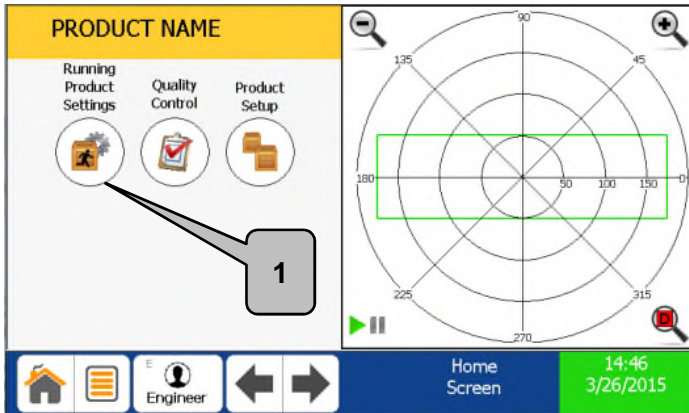 PRODUCT NAME
Running
Product
Settings
Quality
Control
Product
Setup
1
90
135
45
180
50
100
150
0
225
315
270
D
E
Engineer
Home
Screen
14:46
3/26/2015